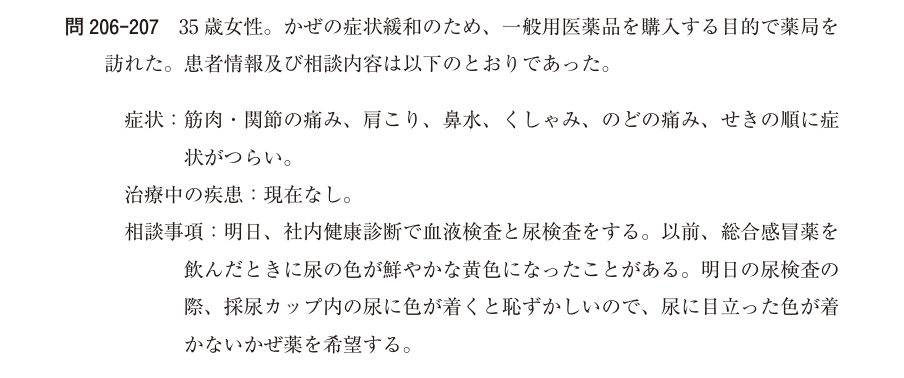 問 206-207　35 歳女性。かぜの症状緩和のため、一般用医薬品を購入する目的で薬局を
訪れた。患者情報及び相談内容は以下のとおりであった。
症状：筋肉・関節の痛み、肩こり、鼻水、くしゃみ、のどの痛み、せきの順に症
状がつらい。
治療中の疾患：現在なし。
相談事項：明日、社内健康診断で血液検査と尿検査をする。以前、総合感冒薬を
飲んだときに尿の色が鮮やかな黄色になったことがある。明日の尿検査の
際、採尿カップ内の尿に色が着くと恥ずかしいので、尿に目立った色が着
かないかぜ薬を希望する。